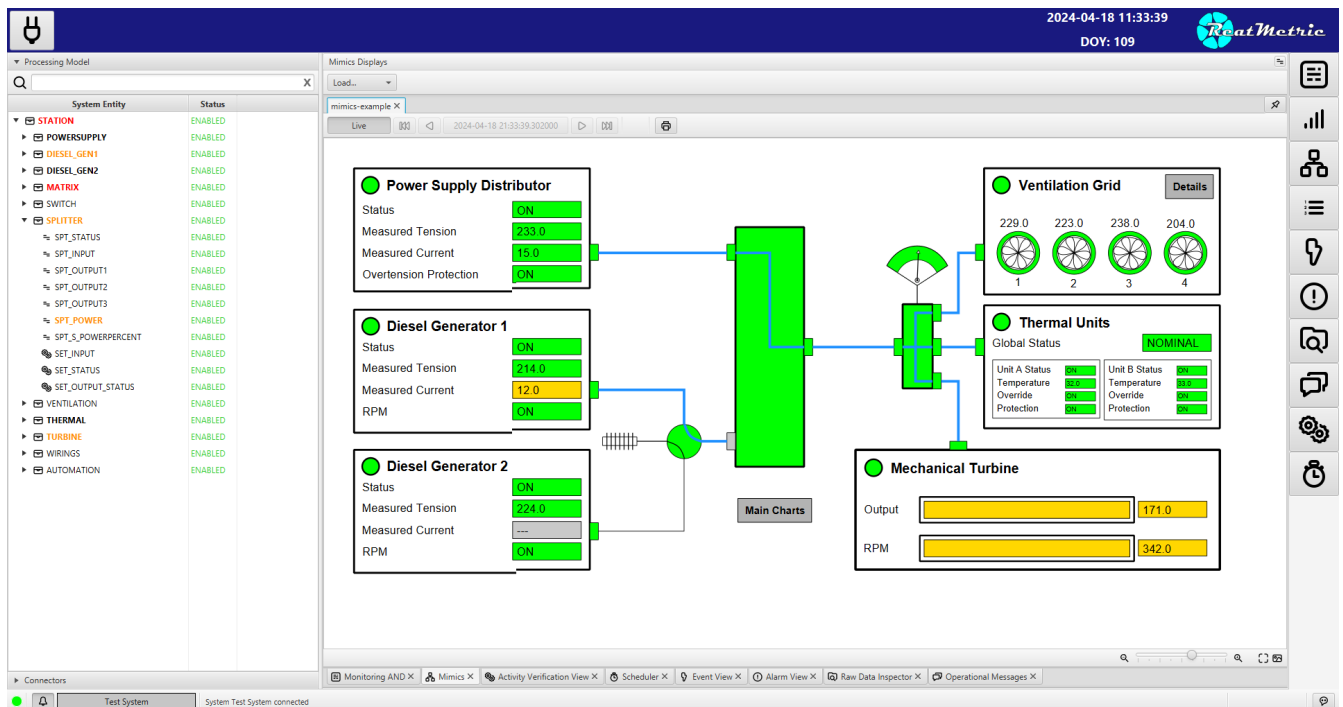 2024-04-18 11:33:39
DOY: 109
ReatMetric
Processing Model
X
System Entity Status
STATION ENABLED
POWERSUPPLY ENABLED
DIESEL_GEN1 ENABLED
DIESEL_GEN2 ENABLED
MATRIX ENABLED
SWITCH ENABLED
SPLITTER ENABLED
SPT_STATUS ENABLED
SPT_INPUT ENABLED
SPT_OUTPUT1 ENABLED
SPT_OUTPUT2 ENABLED
SPT_OUTPUT3 ENABLED
SPT_POWER ENABLED
SPT_S_POWERPERCENT ENABLED
SET_INPUT ENABLED
SET_STATUS ENABLED
SET_OUTPUT_STATUS ENABLED
VENTILATION ENABLED
THERMAL ENABLED
TURBINE ENABLED
WIRINGS ENABLED
AUTOMATION ENABLED
Connectors
Mimics Displays
Load...
mimics-example X
Live 2024-04-18 21:33:39.302000
Power Supply Distributor
Status ON
Measured Tension 233.0
Measured Current 15.0
Overtension Protection ON
Diesel Generator 1
Status ON
Measured Tension 214.0
Measured Current 12.0
RPM ON
Diesel Generator 2
Status ON
Measured Tension 224.0
Measured Current ---
RPM ON
Main Charts
Ventilation Grid Details
229.0 223.0 238.0 204.0
1 2 3 4
Thermal Units
Global Status NOMINAL
Unit A Status ON Unit B Status ON
Temperature 32.0 Temperature 33.0
Override ON Override ON
Protection ON Protection ON
Mechanical Turbine
Output 171.0
RPM 342.0
Monitoring AND X Mimics X Activity Verification View X Scheduler X Event View X Alarm View X Raw Data Inspector X Operational Messages X
Test System System Test System connected